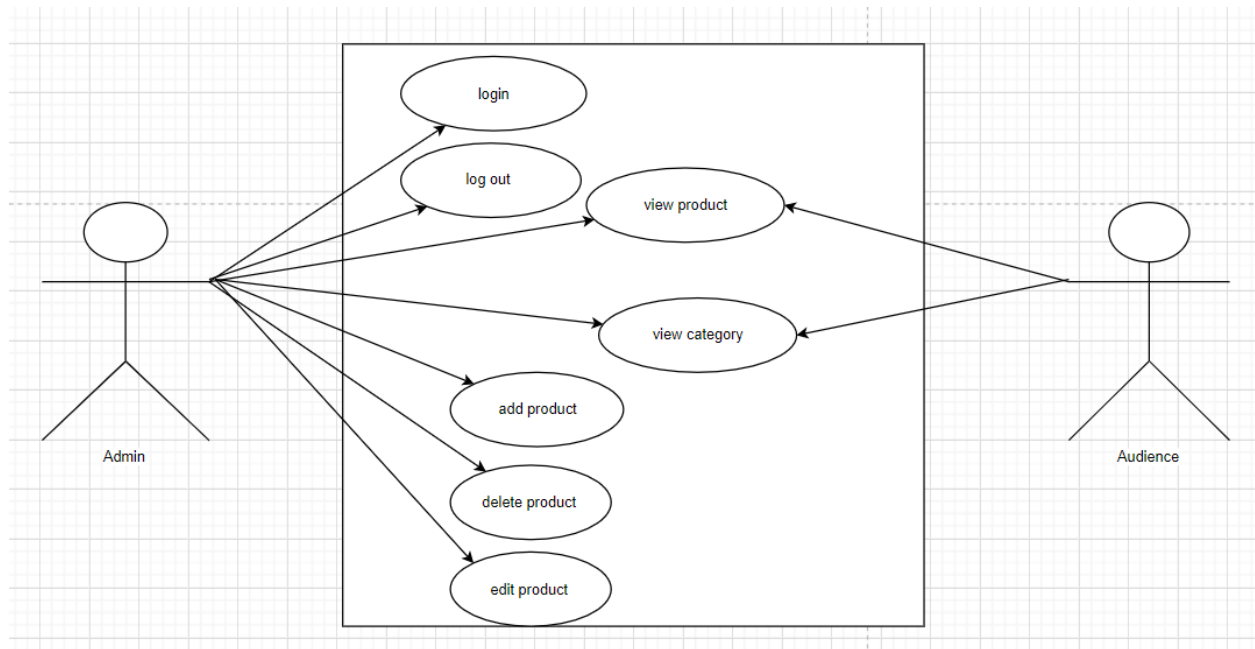 login
log out
view product
view category
add product
Admin
Audience
delete product
edit product